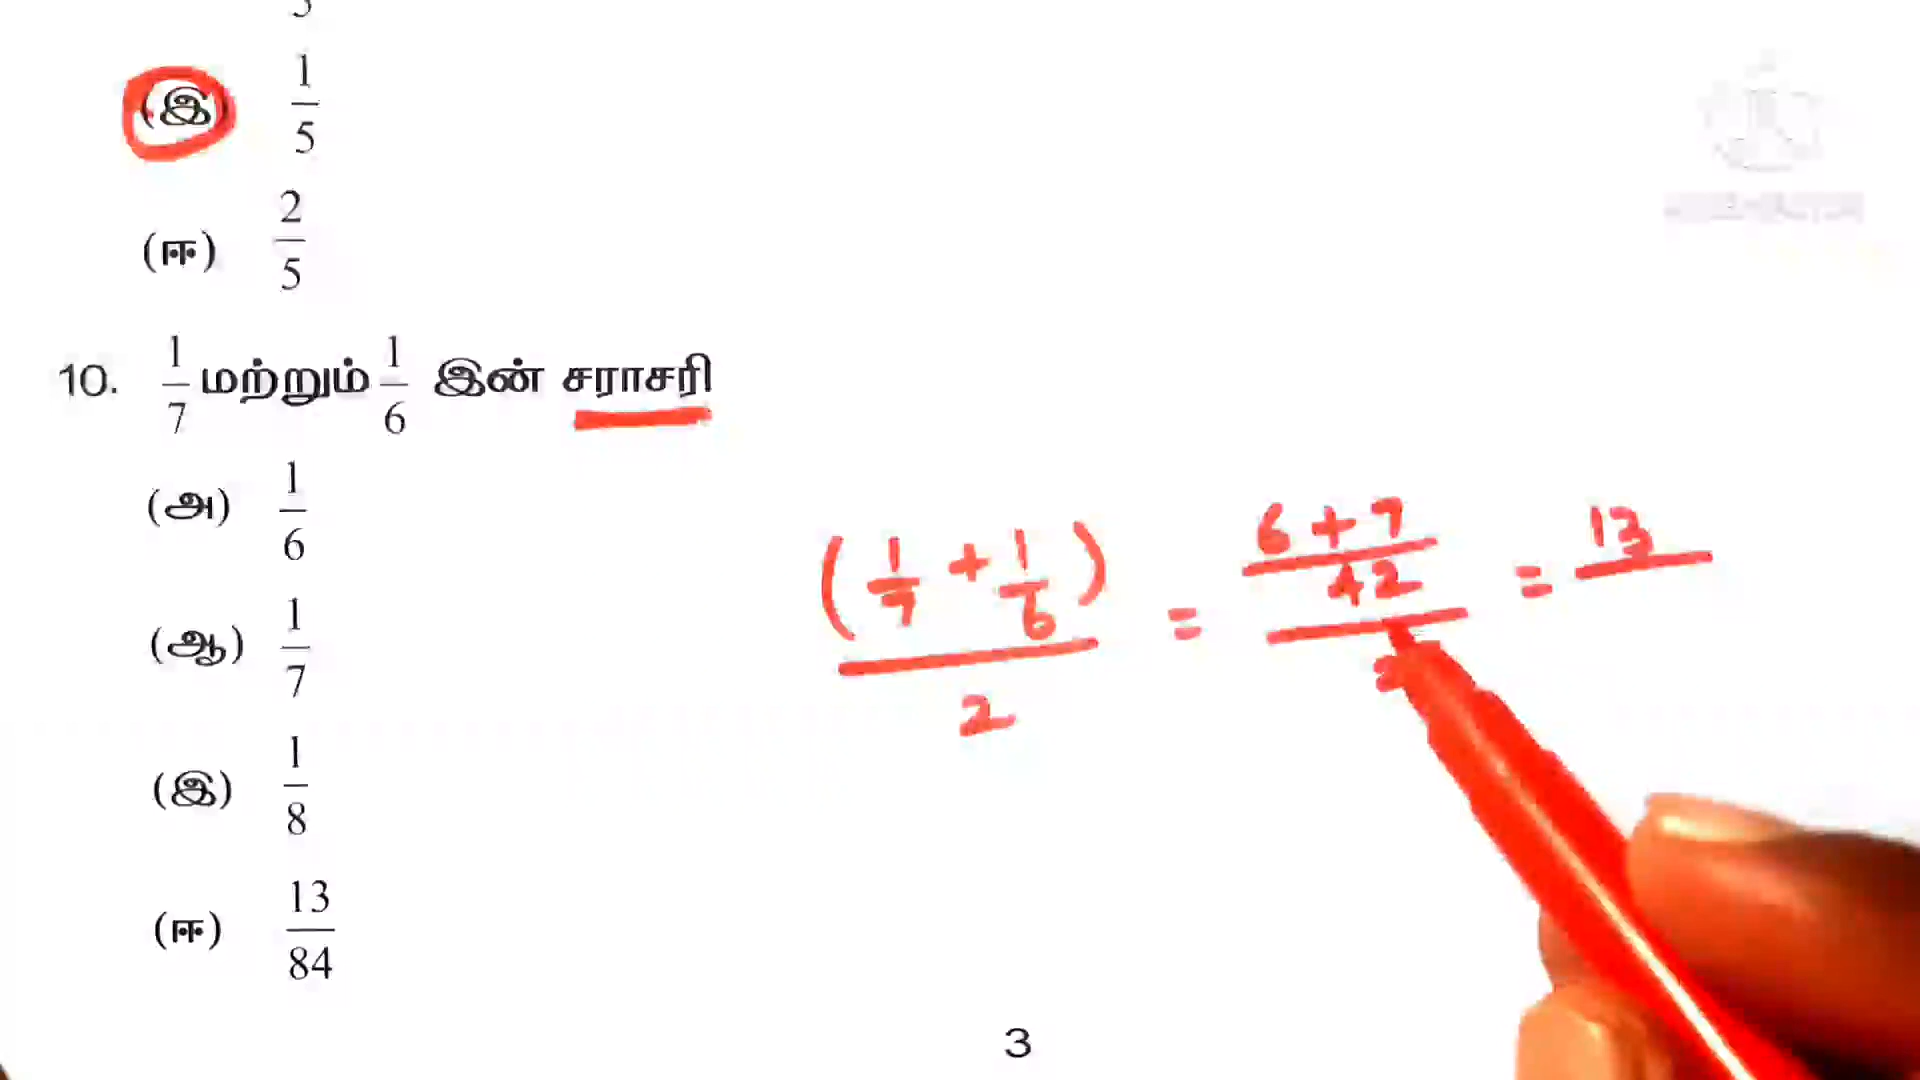 (இ) 1/5
(ஈ) 2/5
10. 1/7 மற்றும் 1/6 இன் சராசரி
(அ) 1/6
(ஆ) 1/7
(இ) 1/8
(ஈ) 13/84
(1/7 + 1/6) / 2 = (6+7 / 42) / 2 = 13
3